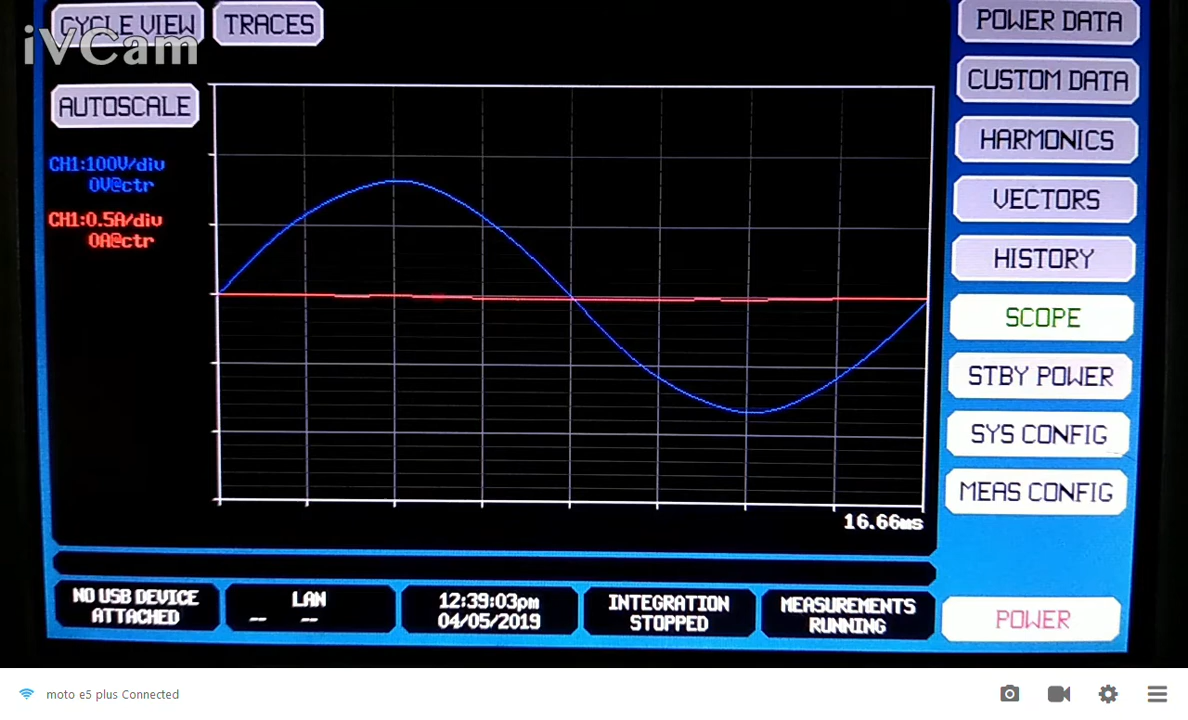 CYCLE VIEW
TRACES
POWER DATA
iVCam
CUSTOM DATA
AUTOSCALE
HARMONICS
CH1:100V/div
0V@ctr
VECTORS
CH1:0.5A/div
0A@ctr
HISTORY
SCOPE
STBY POWER
SYS CONFIG
MEAS CONFIG
16.66ms
NO USB DEVICE
ATTACHED
LAN
-- --
12:39:03pm
04/05/2019
INTEGRATION
STOPPED
MEASUREMENTS
RUNNING
POWER
moto e5 plus Connected